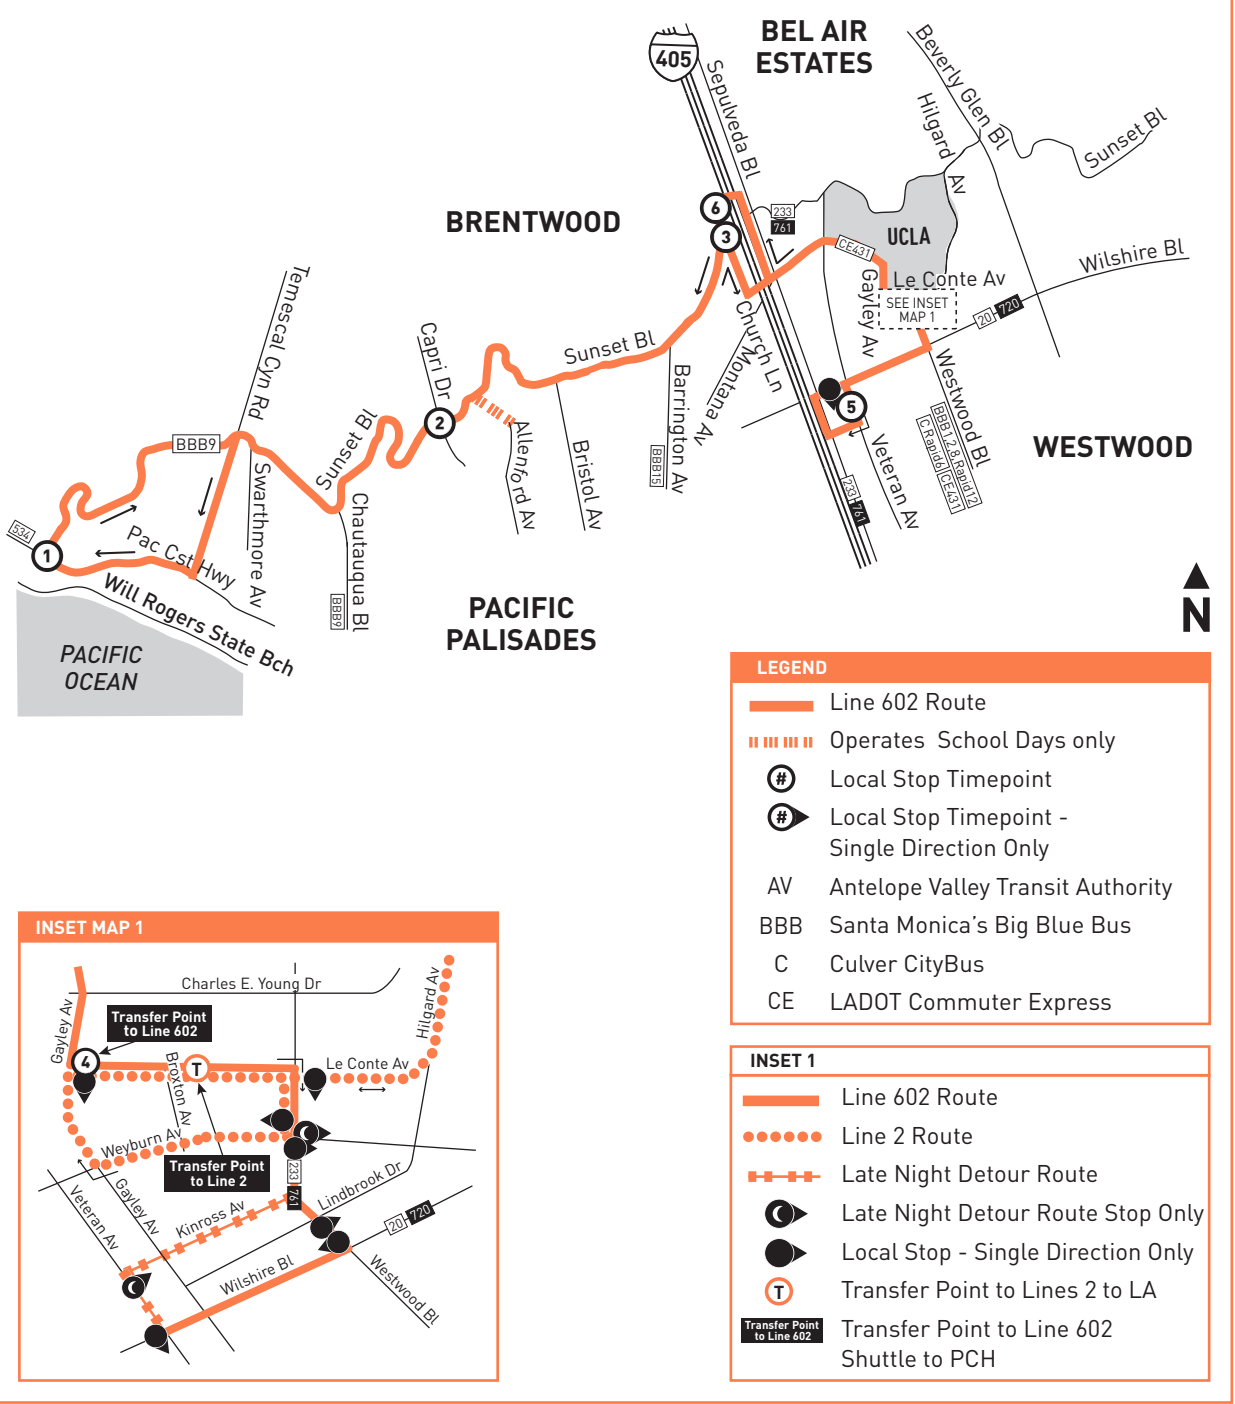 BEL AIR
ESTATES
405
Sepulveda Bl
Beverly Glen Bl
Hilgard
Av
Sunset Bl
BRENTWOOD
6
3
233
761
UCLA
CE431
Le Conte Av
Wilshire Bl
SEE INSET
MAP 1
Gayley Av
20
720
Temescal Cyn Rd
Capri Dr
Sunset Bl
Church Ln
Montana Av
Barrington Av
BBB15
5
Westwood Bl
BBB1,2,8,Rapid12
C Rapid6
CE431
WESTWOOD
2
Sunset Bl
BBB9
Allenford Av
Bristol Av
Veteran Av
233
761
Swarthmore Av
Chautauqua Bl
BBB9
534
1
Pac Cst Hwy
Will Rogers State Bch
PACIFIC
PALISADES
PACIFIC
OCEAN
N
LEGEND
Line 602 Route
Operates School Days only
# Local Stop Timepoint
# Local Stop Timepoint -
Single Direction Only
AV Antelope Valley Transit Authority
BBB Santa Monica's Big Blue Bus
C Culver CityBus
CE LADOT Commuter Express
INSET MAP 1
Charles E. Young Dr
Gayley Av
Hilgard Av
Transfer Point
to Line 602
4
T
Broxton Av
Le Conte Av
Weyburn Av
Transfer Point
to Line 2
233
761
Lindbrook Dr
Veteran Av
Gayley Av
Kinross Av
20
720
Wilshire Bl
Westwood Bl
INSET 1
Line 602 Route
Line 2 Route
Late Night Detour Route
Late Night Detour Route Stop Only
Local Stop - Single Direction Only
T Transfer Point to Lines 2 to LA
Transfer Point
to Line 602
Transfer Point to Line 602
Shuttle to PCH